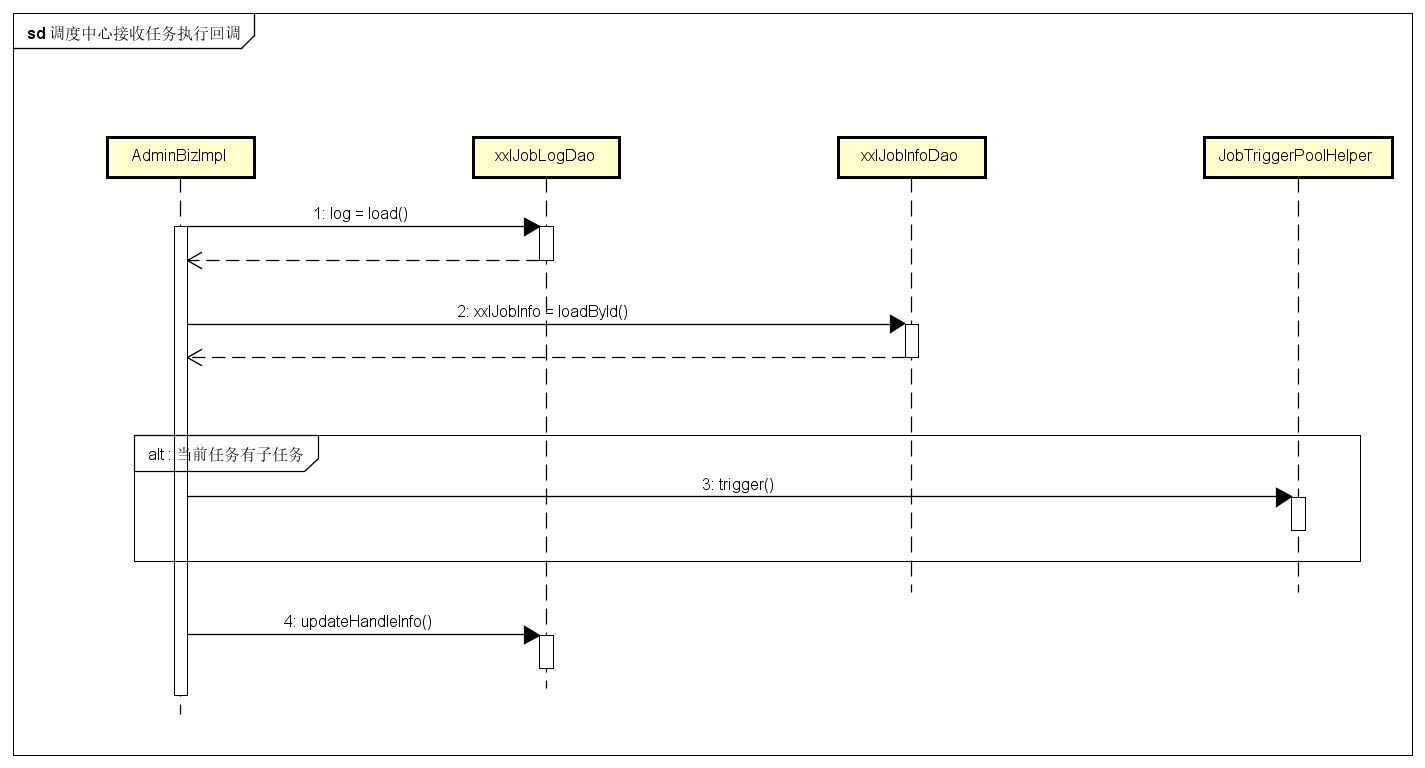 sd 调度中心接收任务执行回调
AdminBizImpl
xxlJobLogDao
xxlJobInfoDao
JobTriggerPoolHelper
1: log = load()
2: xxlJobInfo = loadById()
alt : 当前任务有子任务
3: trigger()
4: updateHandleInfo()